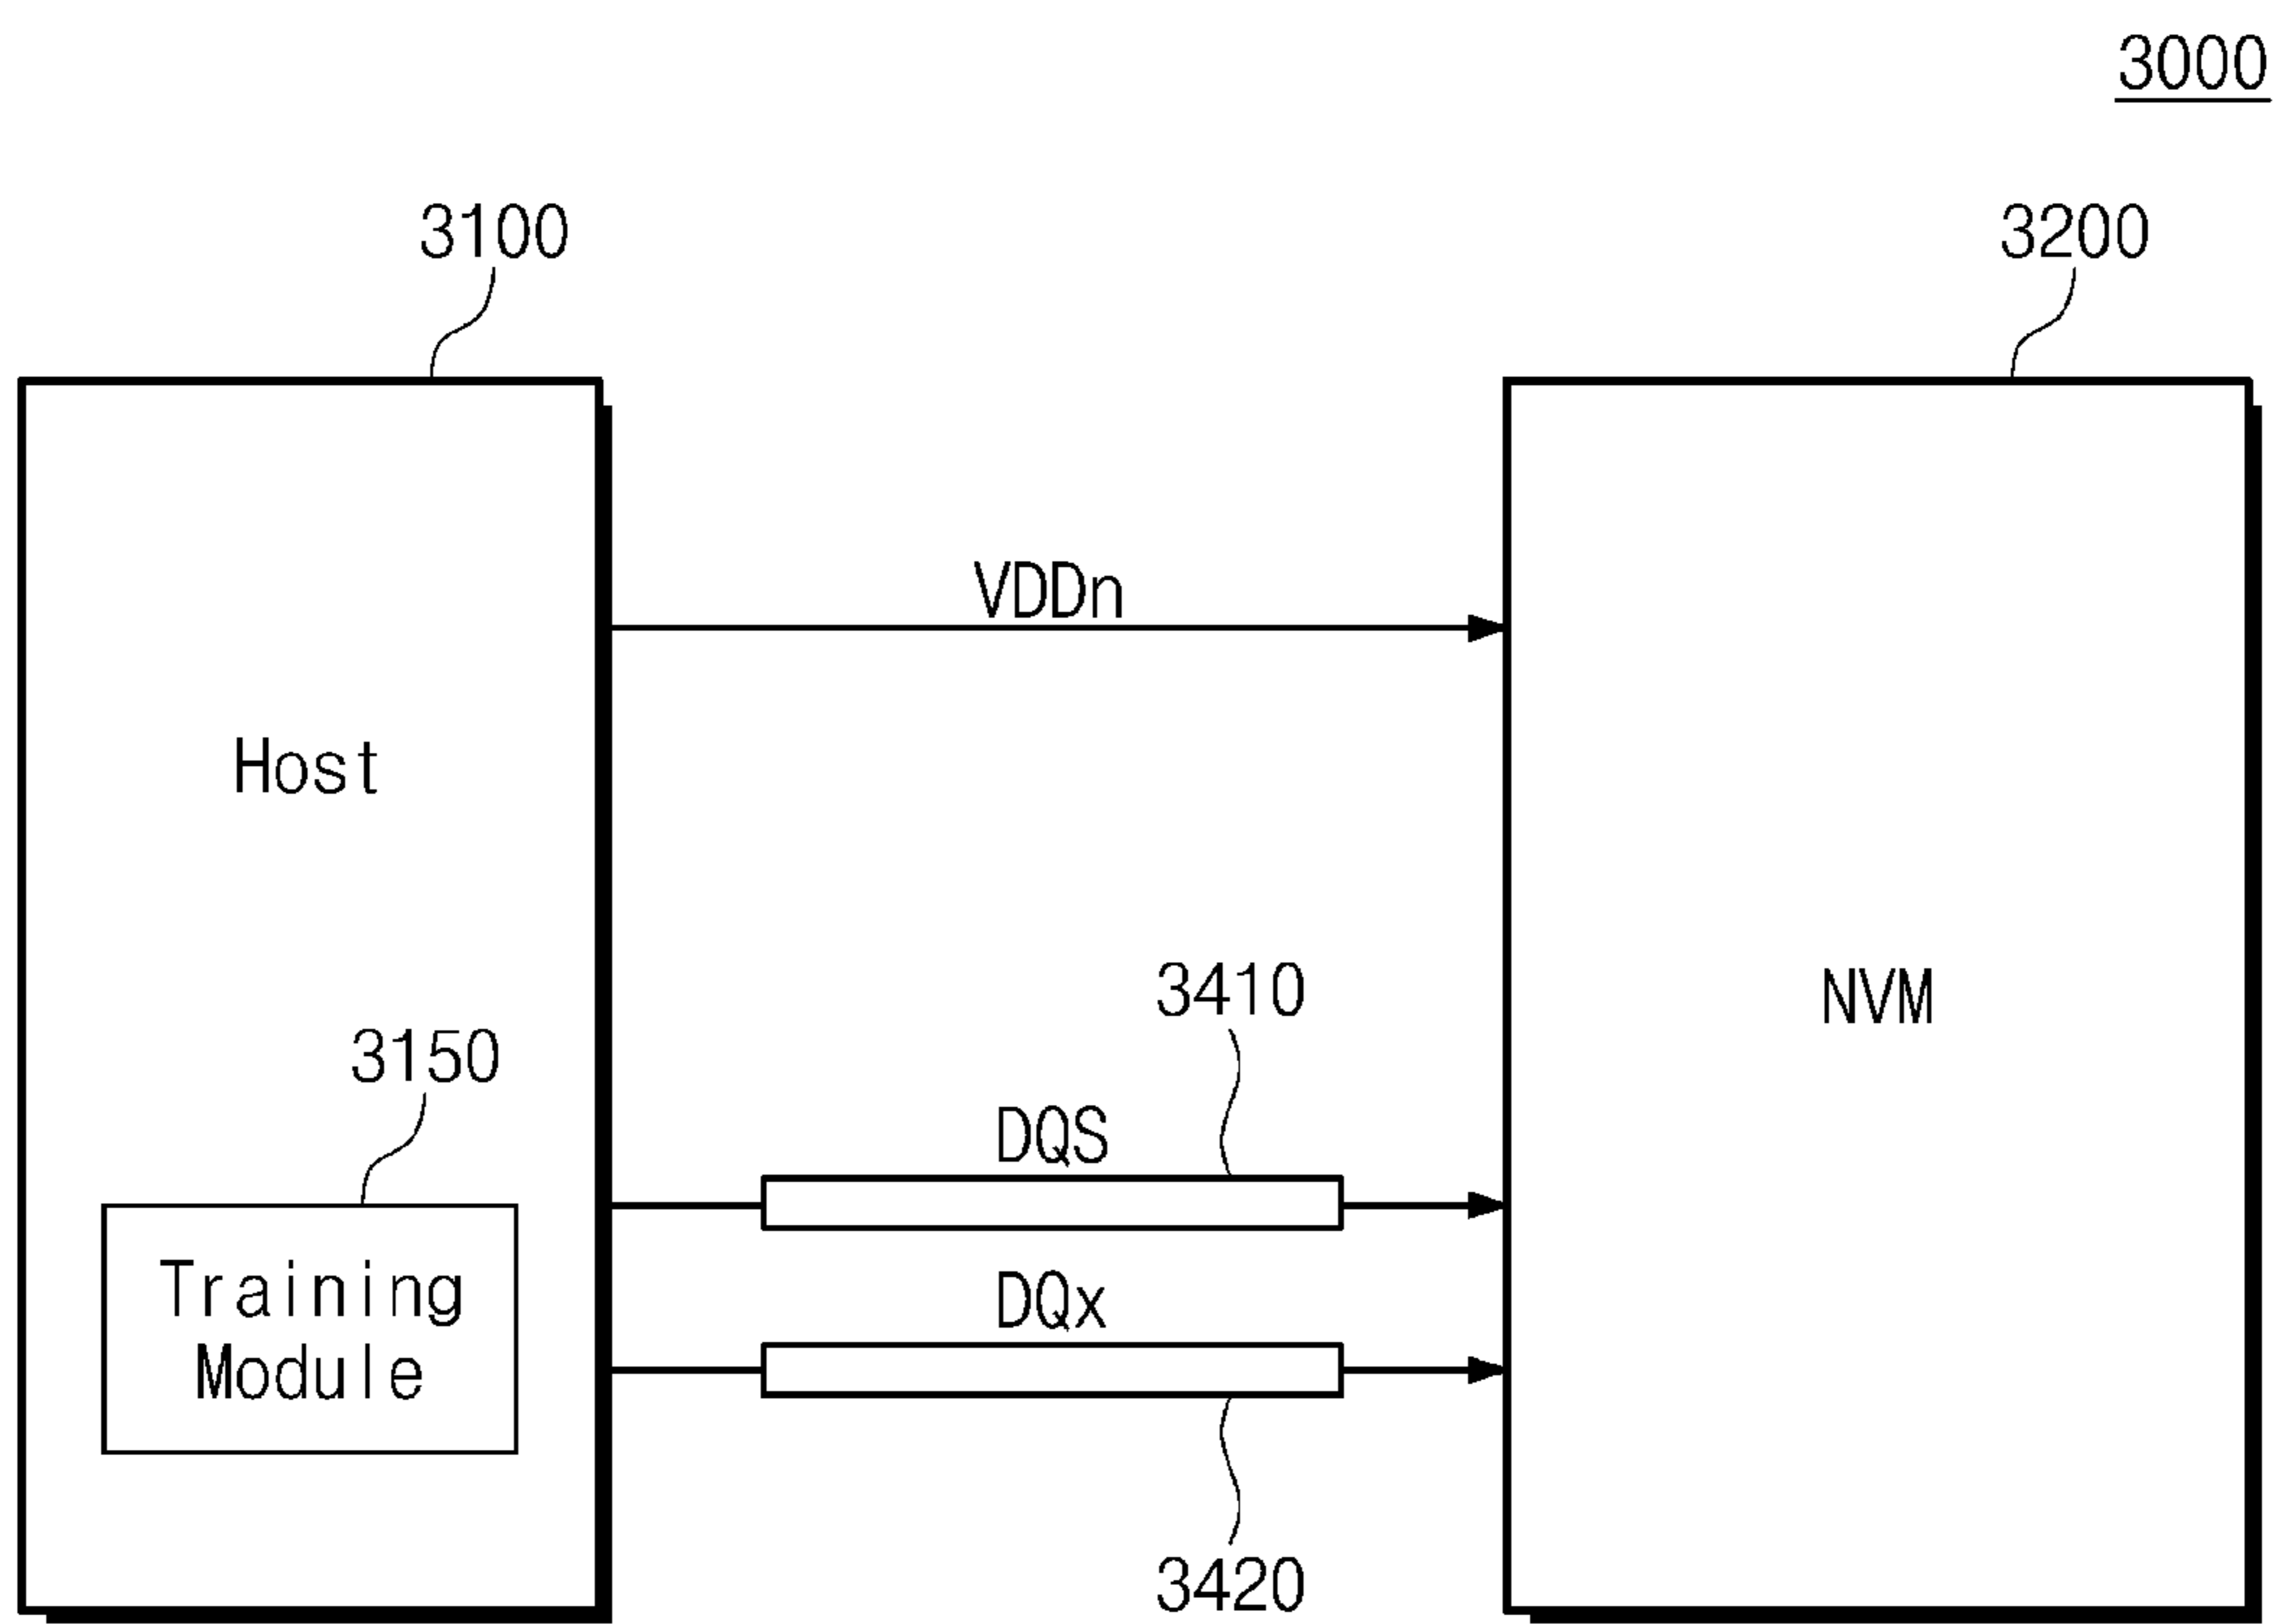 3000
3100
3200
VDDn
Host
3410
NVM
3150
DQS
Training
Module
DQx
3420